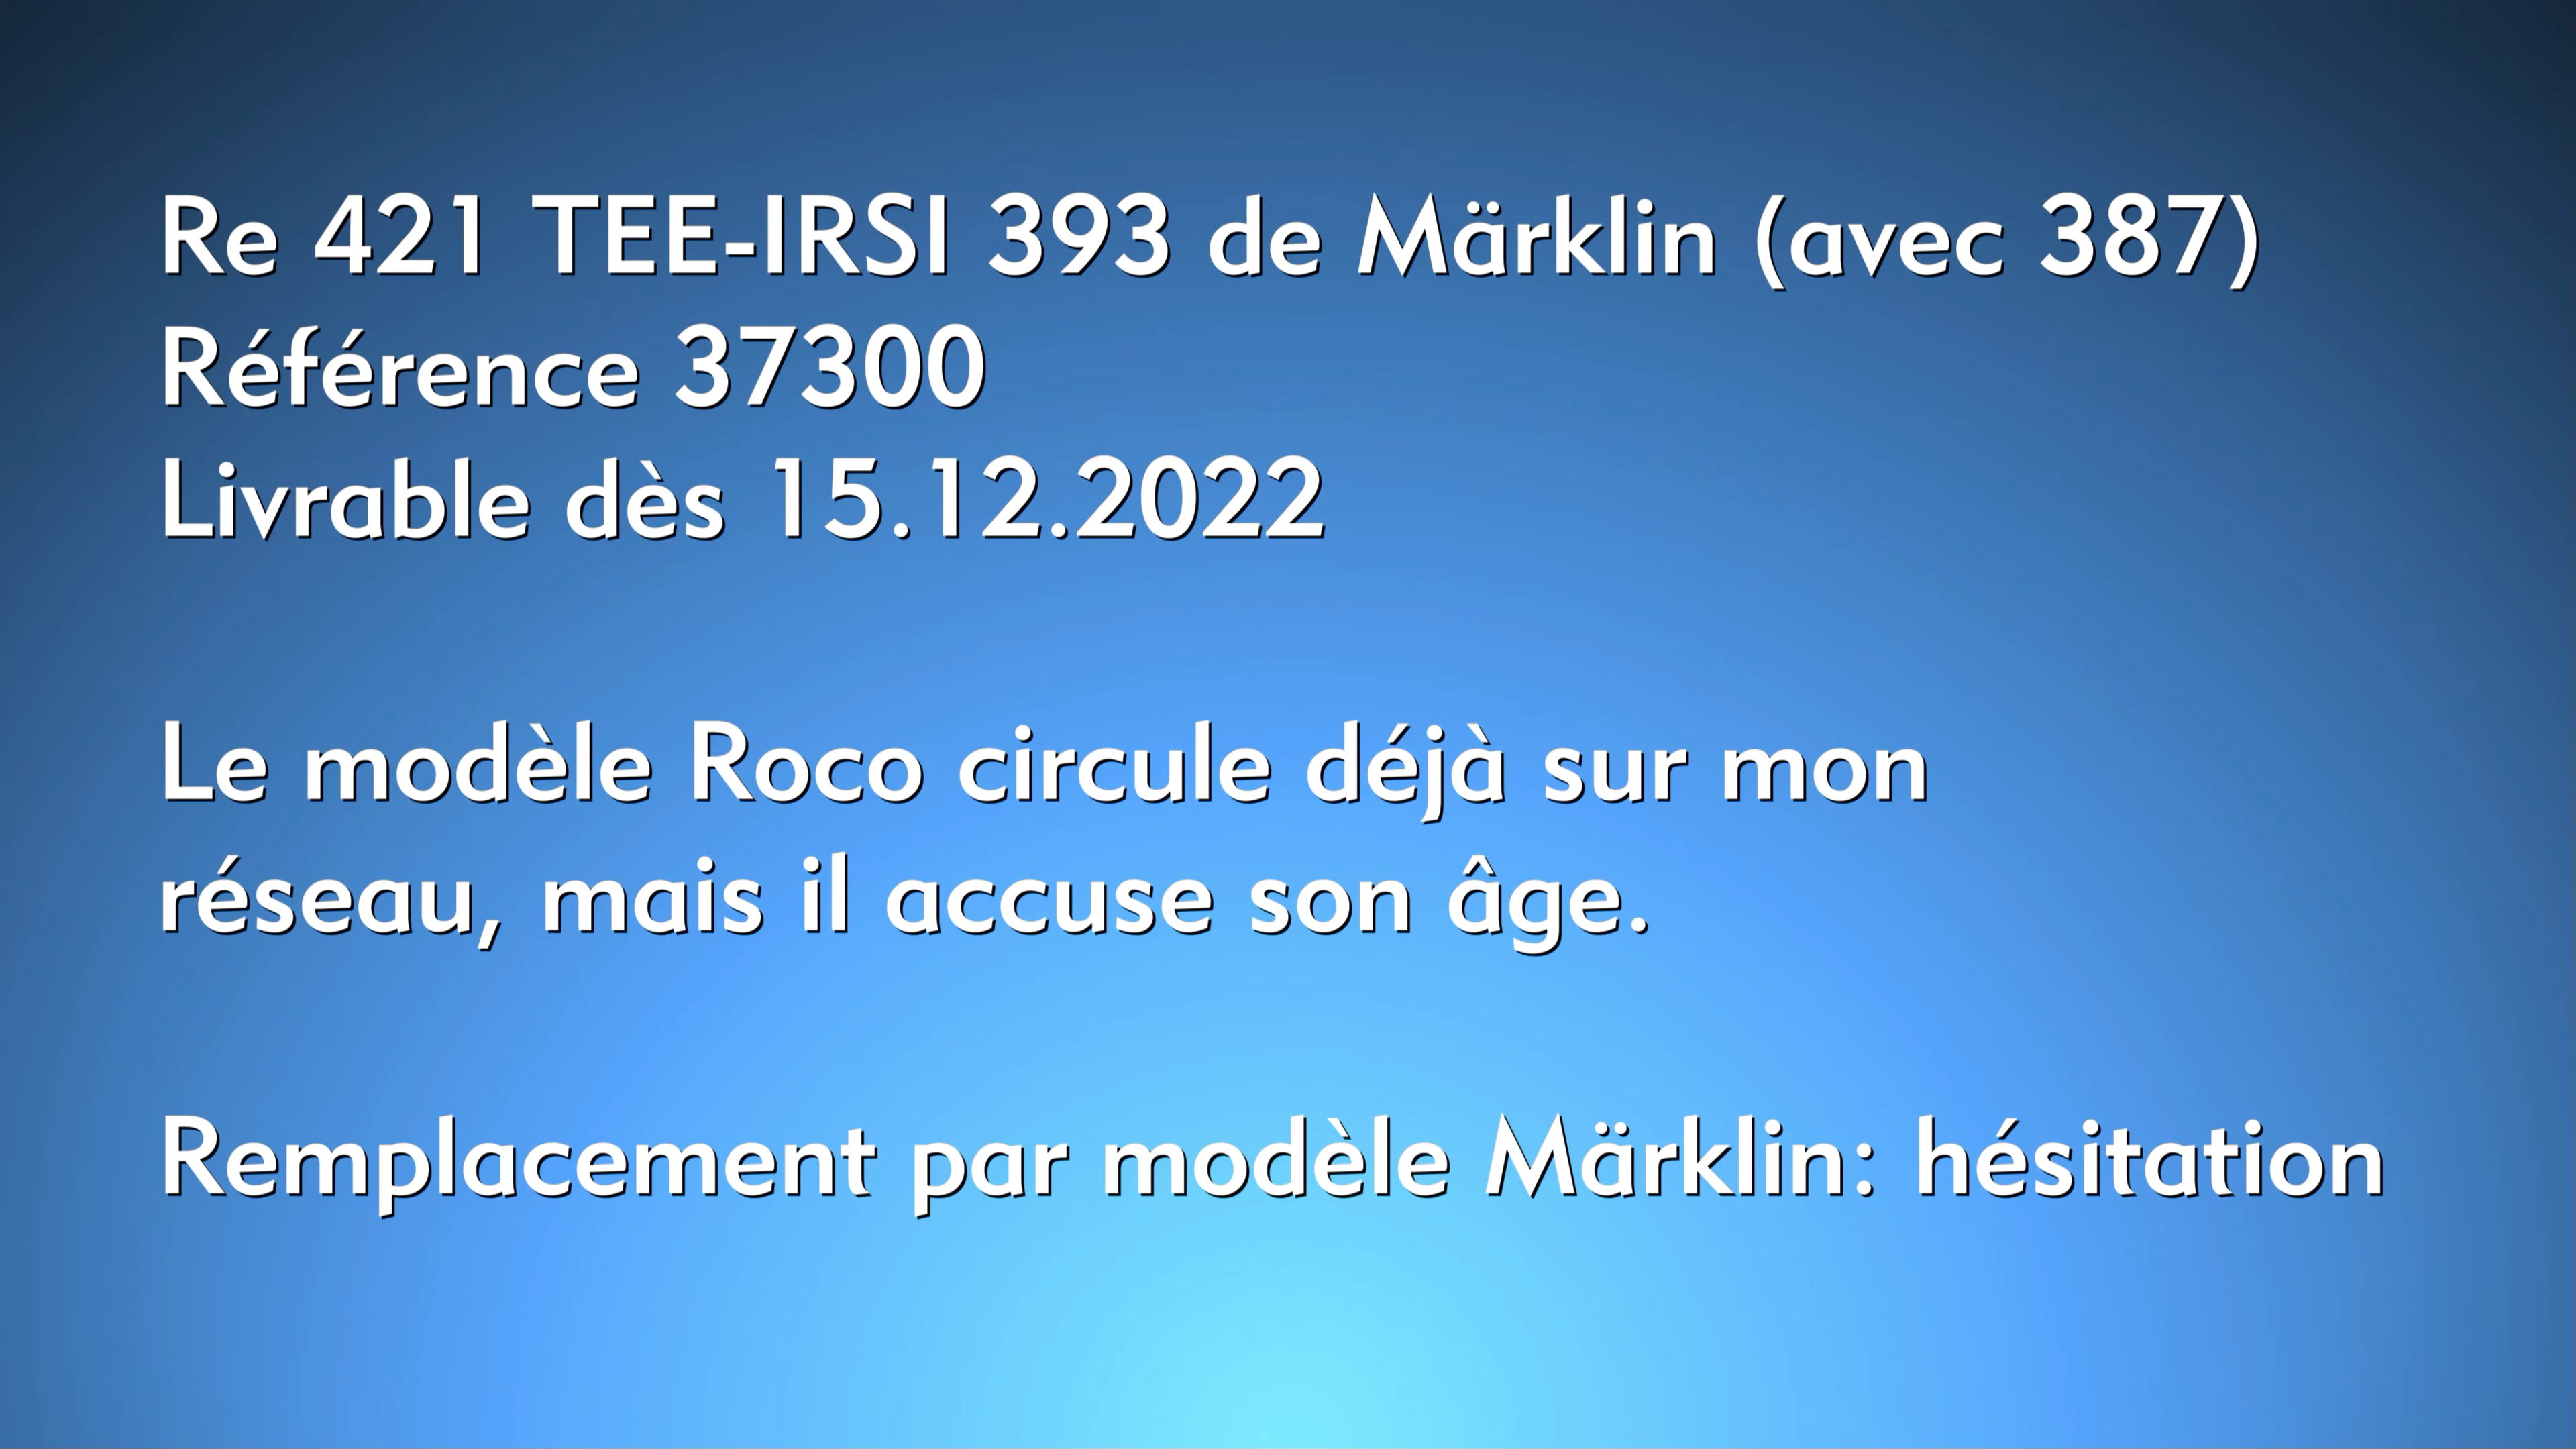 Re 421 TEE-IRSI 393 de Märklin (avec 387)
Référence 37300
Livrable dès 15.12.2022
Le modèle Roco circule déjà sur mon
réseau, mais il accuse son âge.
Remplacement par modèle Märklin: hésitation